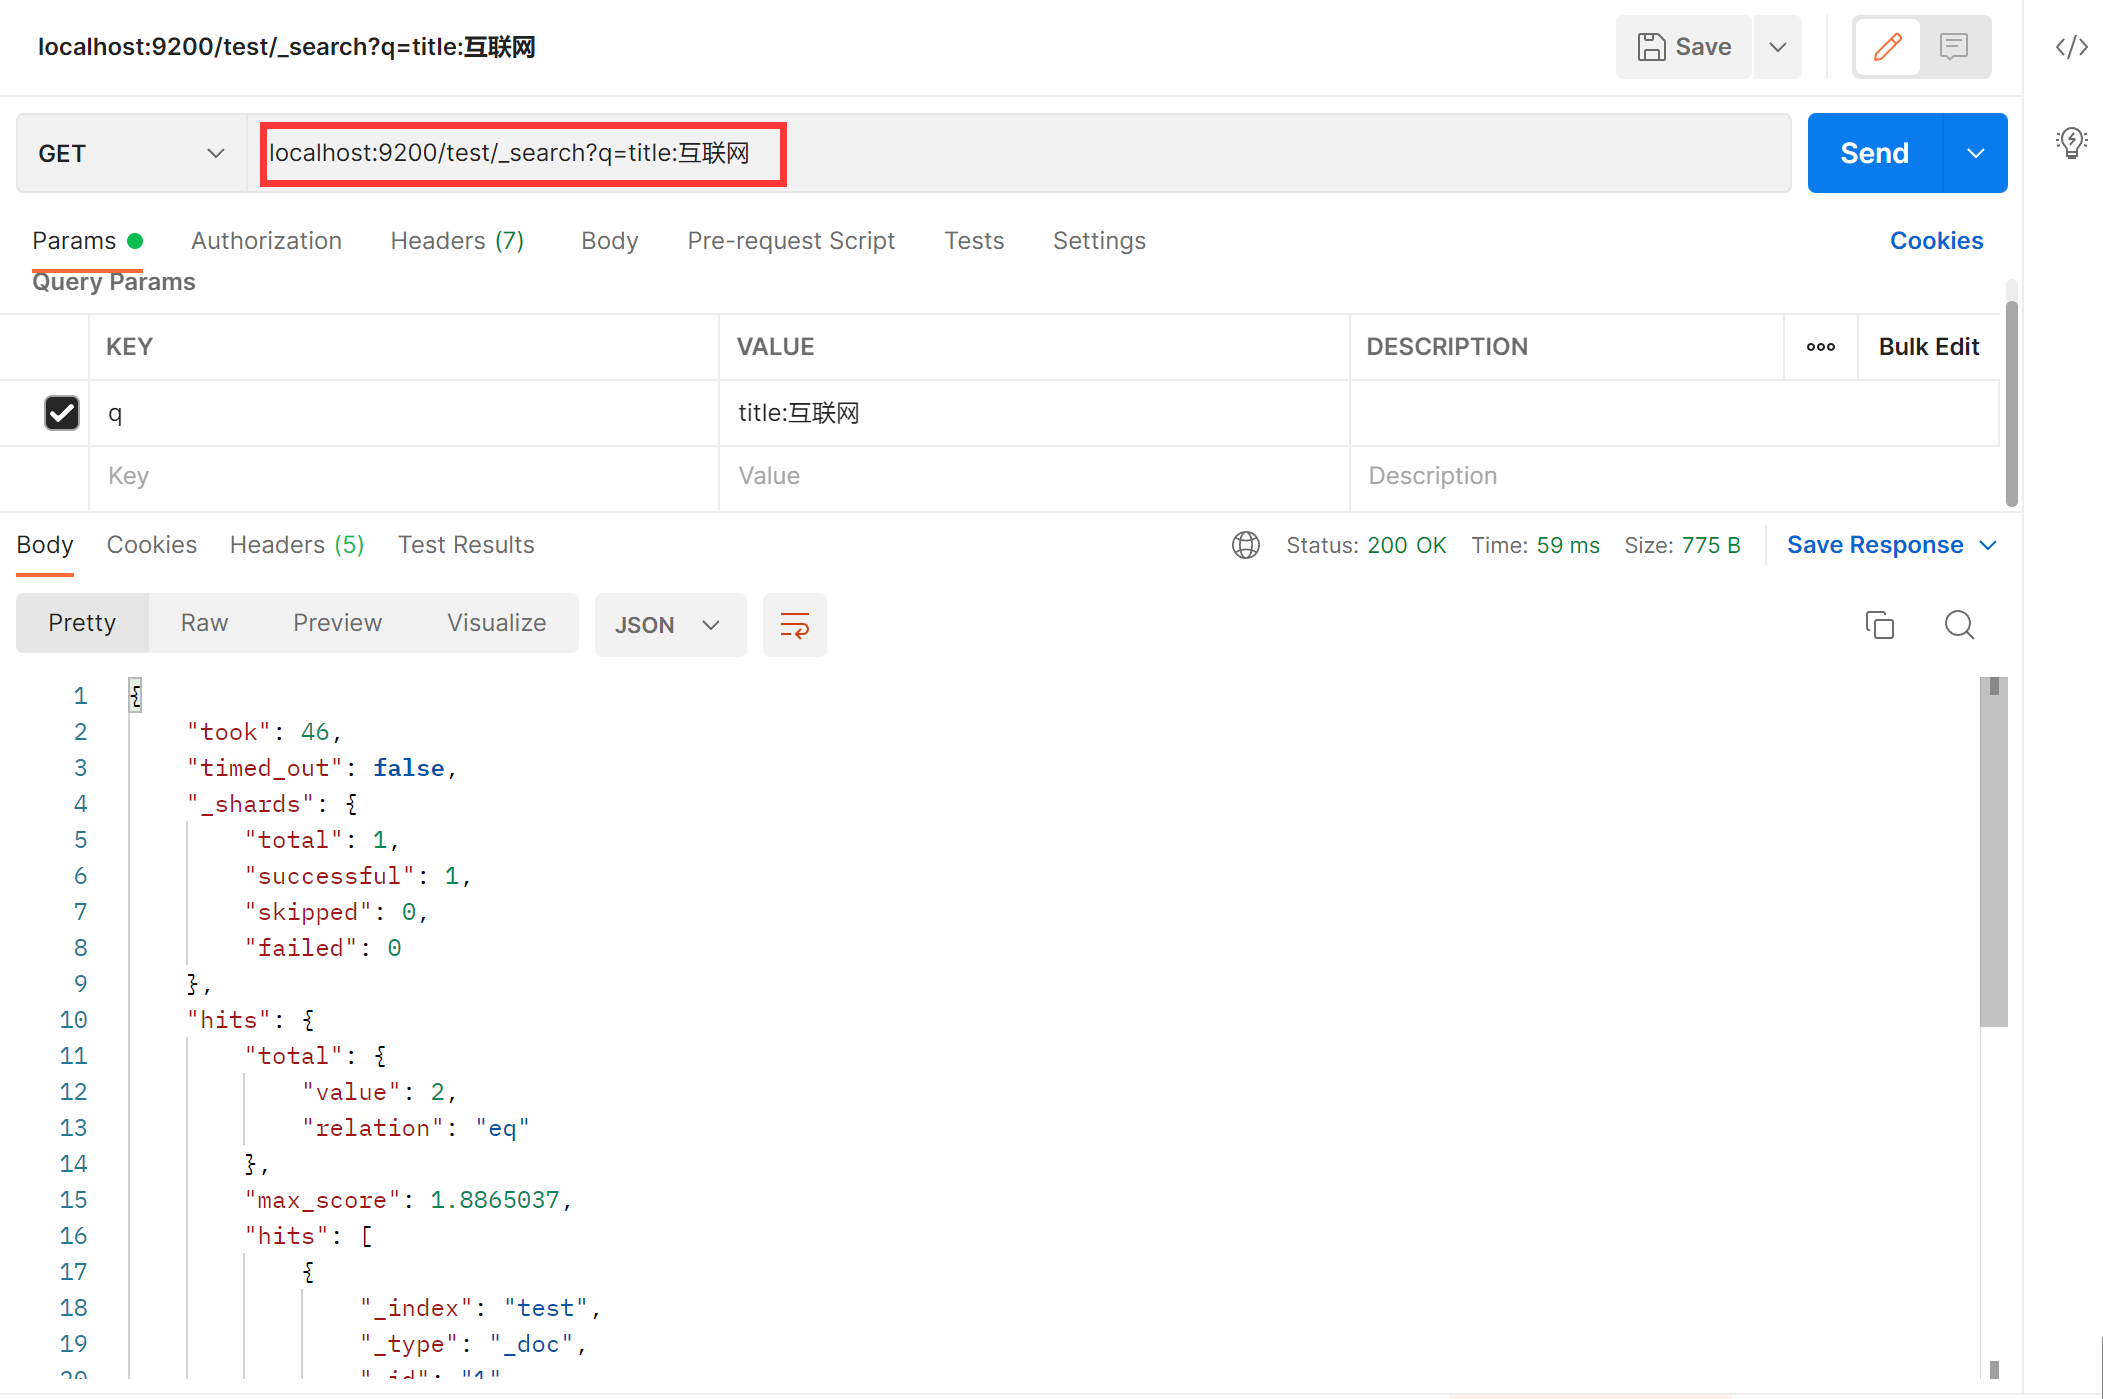 localhost:9200/test/_search?q=title:互联网
Save
GET
localhost:9200/test/_search?q=title:互联网
Send
Params Authorization Headers (7) Body Pre-request Script Tests Settings Cookies
Query Params
KEY VALUE DESCRIPTION ooo Bulk Edit
q title:互联网
Key Value Description
Body Cookies Headers (5) Test Results Status: 200 OK Time: 59 ms Size: 775 B Save Response
Pretty Raw Preview Visualize JSON
1 {
2 "took": 46,
3 "timed_out": false,
4 "_shards": {
5 "total": 1,
6 "successful": 1,
7 "skipped": 0,
8 "failed": 0
9 },
10 "hits": {
11 "total": {
12 "value": 2,
13 "relation": "eq"
14 },
15 "max_score": 1.8865037,
16 "hits": [
17 {
18 "_index": "test",
19 "_type": "_doc",
20 "_id": "1"